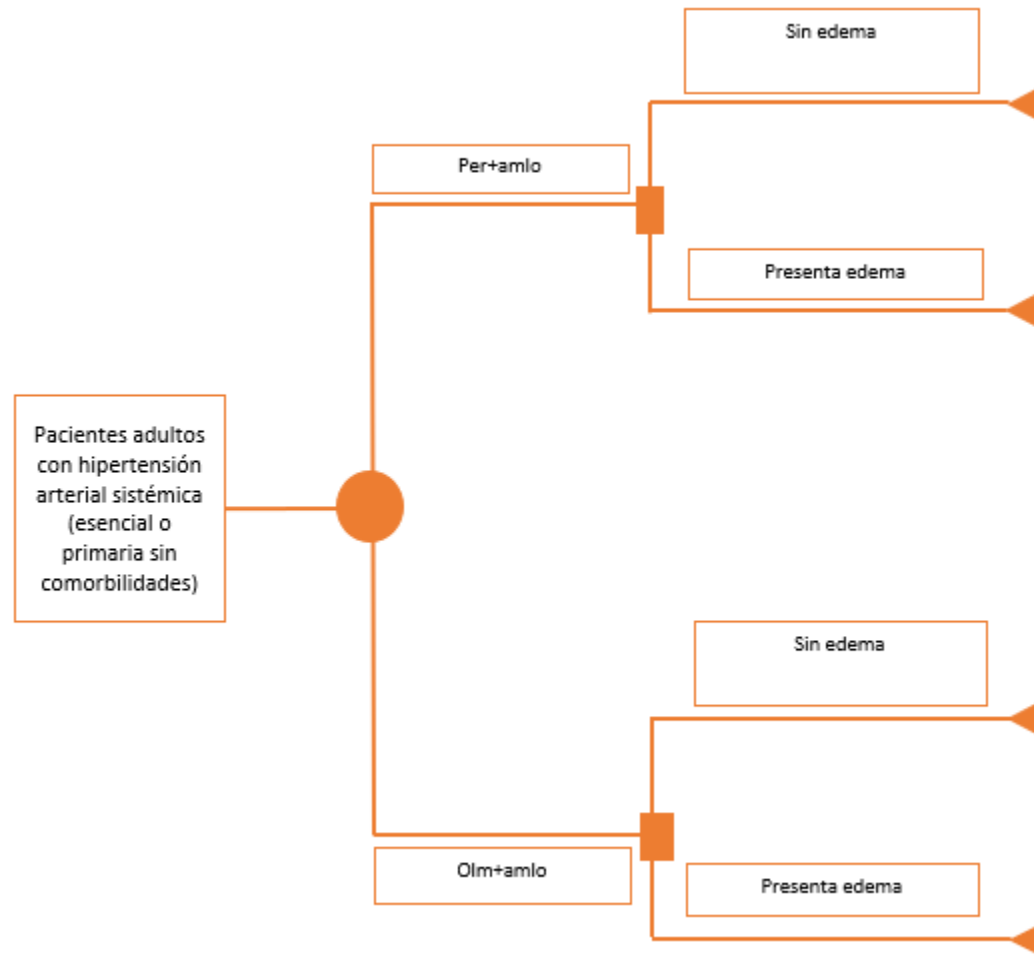 Sin edema
Per+amlo
Presenta edema
Pacientes adultos
con hipertensión
arterial sistémica
(esencial o
primaria sin
comorbilidades)
Sin edema
Olm+amlo
Presenta edema